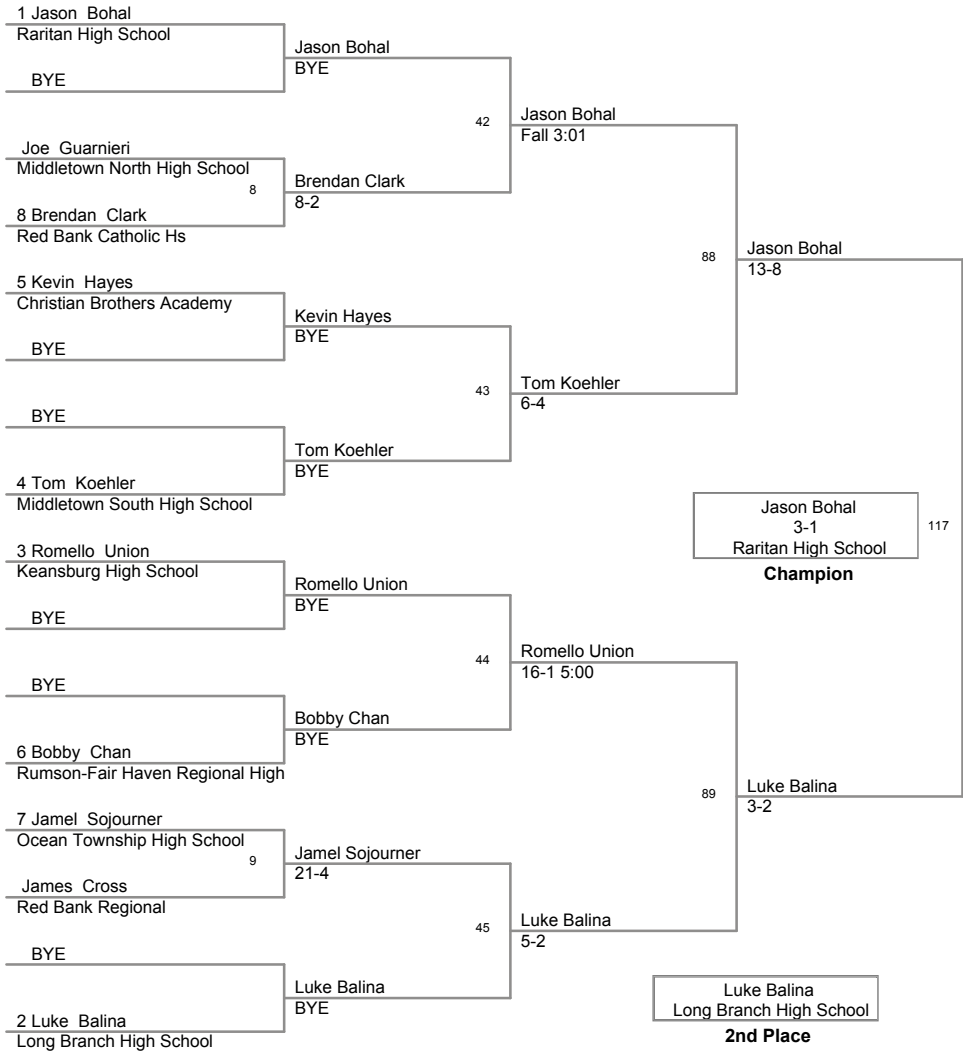 1 Jason Bohal
Raritan High School
BYE
Joe Guarnieri
Middletown North High School
8
8 Brendan Clark
Red Bank Catholic Hs
5 Kevin Hayes
Christian Brothers Academy
BYE
BYE
4 Tom Koehler
Middletown South High School
3 Romello Union
Keansburg High School
BYE
BYE
6 Bobby Chan
Rumson-Fair Haven Regional High
7 Jamel Sojourner
Ocean Township High School
9
James Cross
Red Bank Regional
BYE
2 Luke Balina
Long Branch High School
Jason Bohal
BYE
42
Brendan Clark
8-2
Kevin Hayes
BYE
43
Tom Koehler
BYE
Romello Union
BYE
44
Bobby Chan
BYE
Jamel Sojourner
21-4
45
Luke Balina
BYE
Jason Bohal
Fall 3:01
88
Tom Koehler
6-4
Romello Union
16-1 5:00
89
Luke Balina
5-2
Jason Bohal
13-8
Luke Balina
3-2
Jason Bohal
3-1
Raritan High School
117
Champion
Luke Balina
Long Branch High School
2nd Place